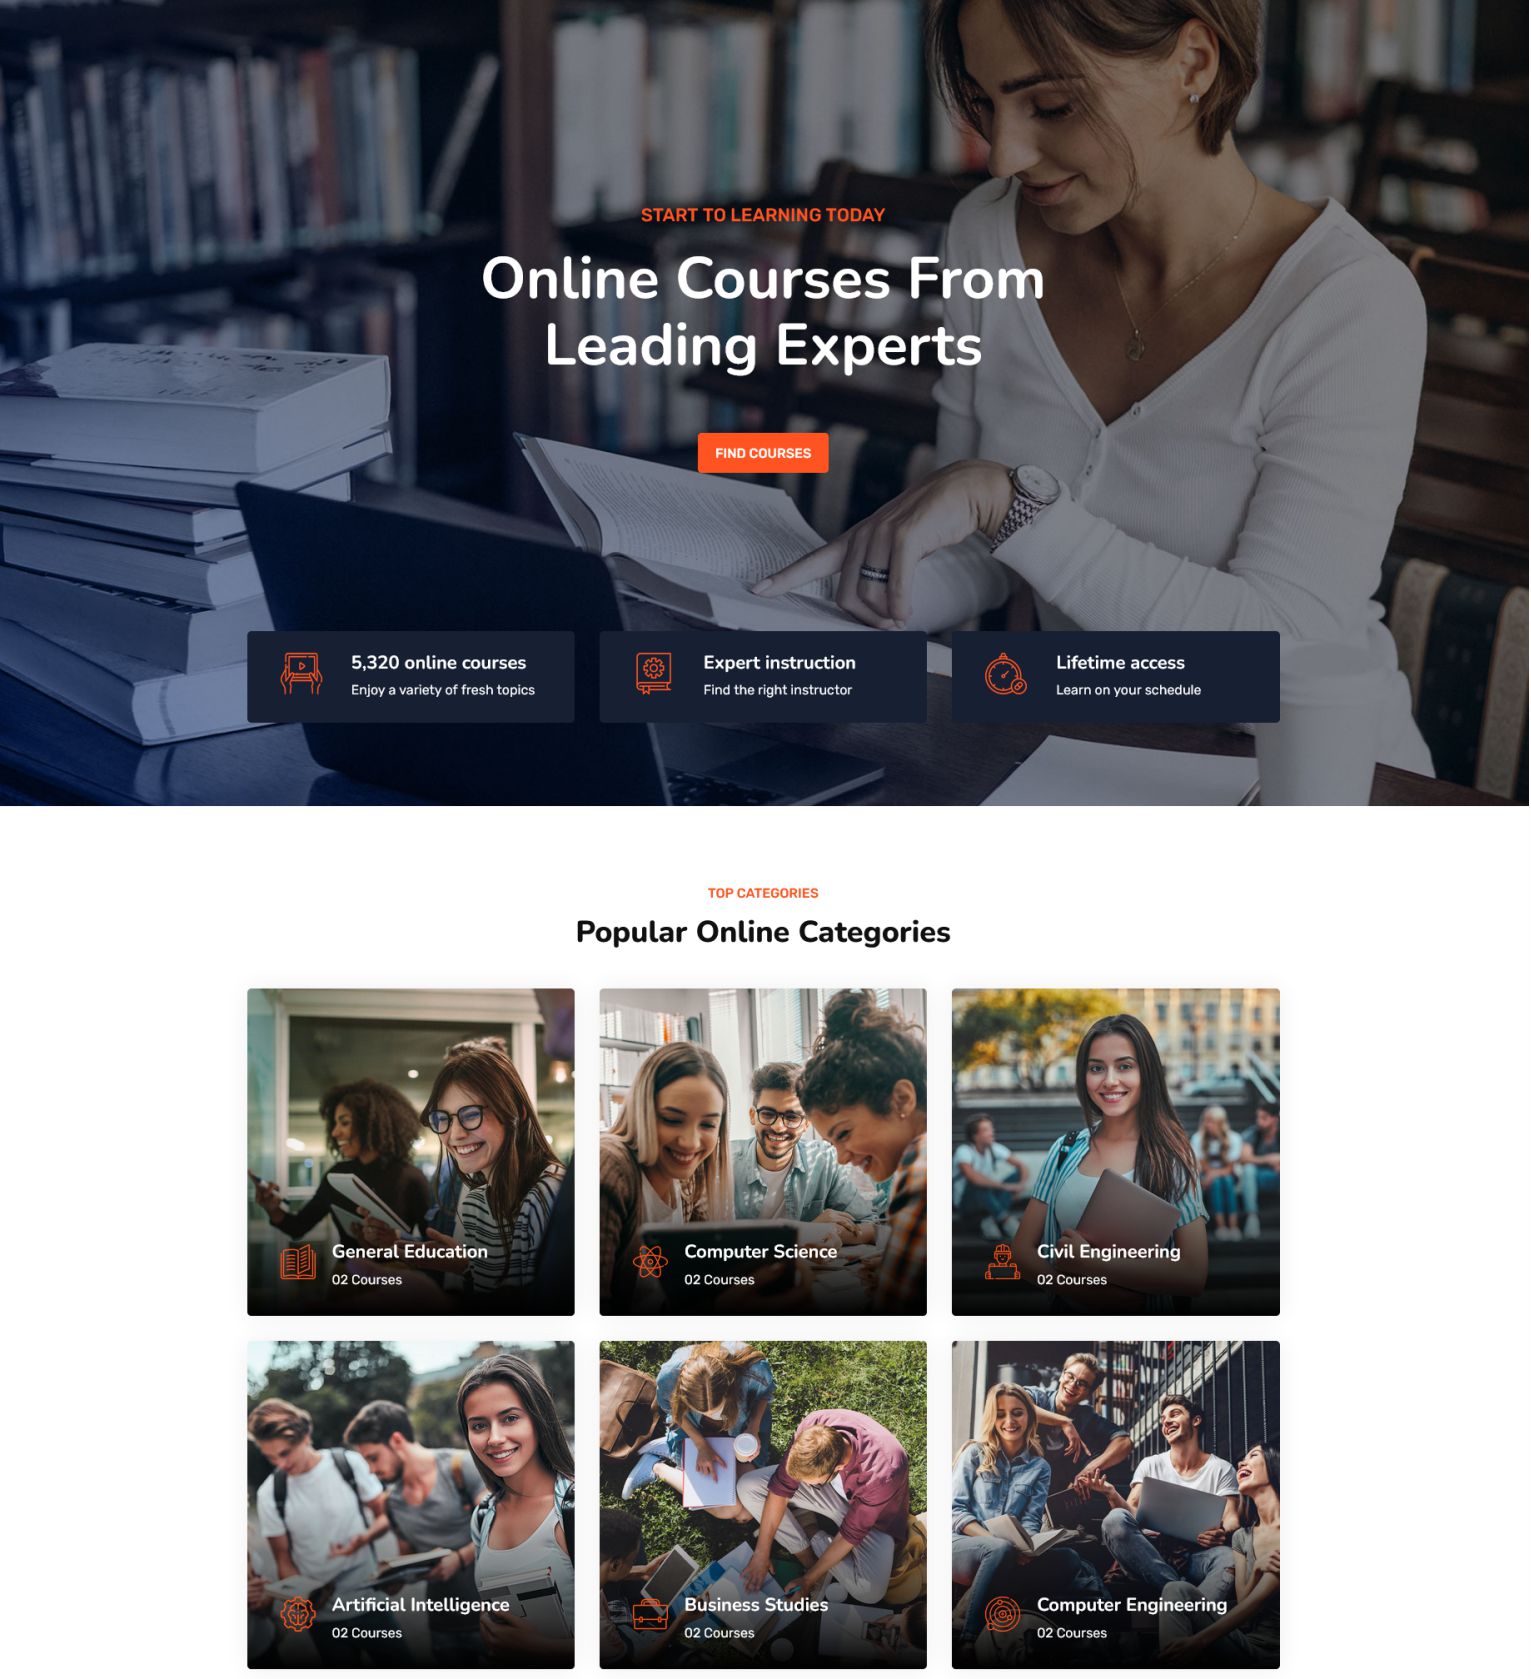 START TO LEARNING TODAY
Online Courses From
Leading Experts
FIND COURSES
5,320 online courses
Enjoy a variety of fresh topics
Expert instruction
Find the right instructor
Lifetime access
Learn on your schedule
TOP CATEGORIES
Popular Online Categories
General Education
02 Courses
Computer Science
02 Courses
Civil Engineering
02 Courses
Artificial Intelligence
02 Courses
Business Studies
02 Courses
Computer Engineering
02 Courses